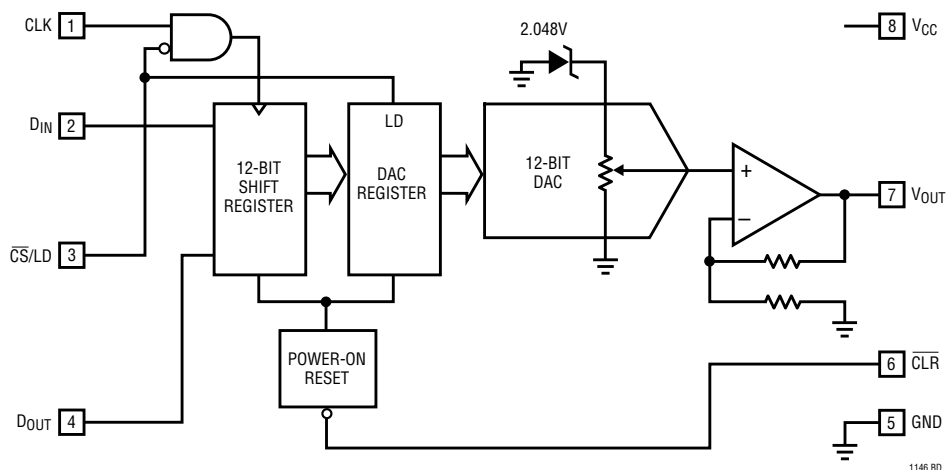 CLK 1
2.048V
8 VCC
DIN 2
LD
12-BIT
SHIFT
REGISTER
DAC
REGISTER
12-BIT
DAC
+
–
7 VOUT
CS/LD 3
POWER-ON
RESET
6 CLR
DOUT 4
5 GND
1146 BD